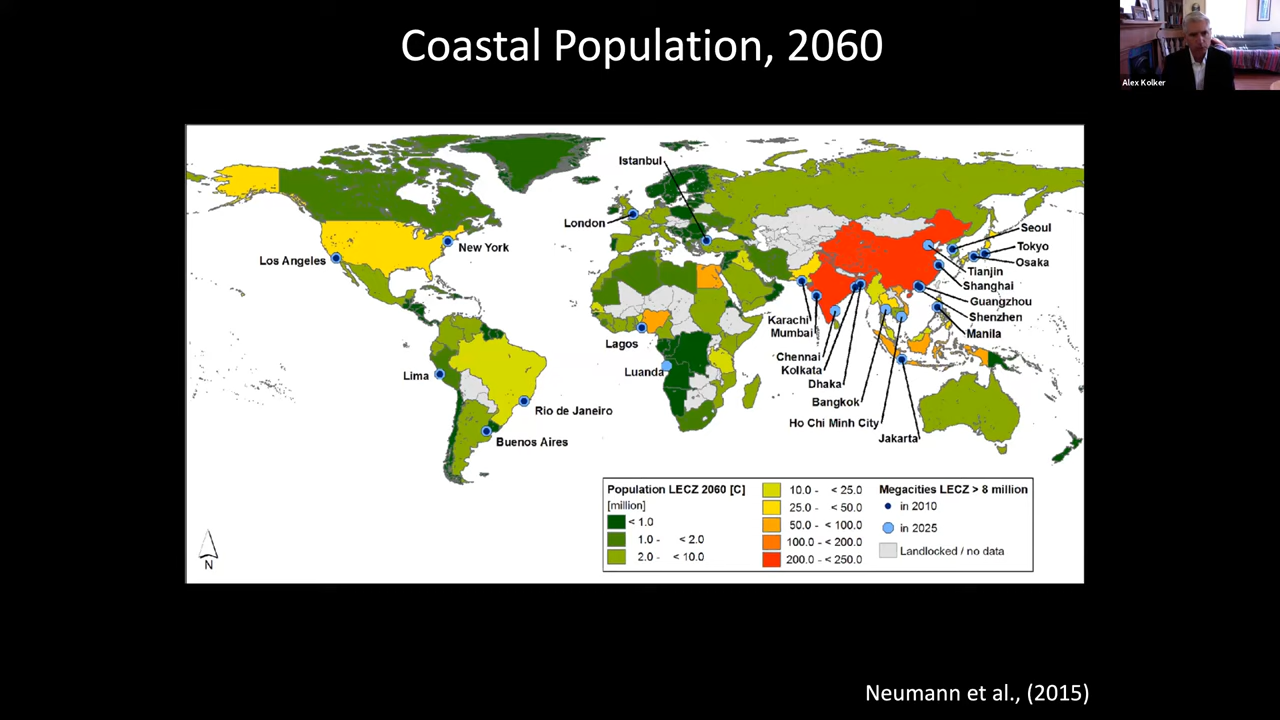 Coastal Population, 2060
Alex Kolker
Istanbul
London
New York
Los Angeles
Seoul
Tokyo
Osaka
Tianjin
Shanghai
Guangzhou
Shenzhen
Manila
Karachi
Mumbai
Chennai
Kolkata
Dhaka
Bangkok
Ho Chi Minh City
Jakarta
Lagos
Luanda
Lima
Rio de Janeiro
Buenos Aires
N
Population LECZ 2060 [C]
[million]
< 1.0
1.0 - < 2.0
2.0 - < 10.0
10.0 - < 25.0
25.0 - < 50.0
50.0 - < 100.0
100.0 - < 200.0
200.0 - < 250.0
Megacities LECZ > 8 million
in 2010
in 2025
Landlocked / no data
Neumann et al., (2015)